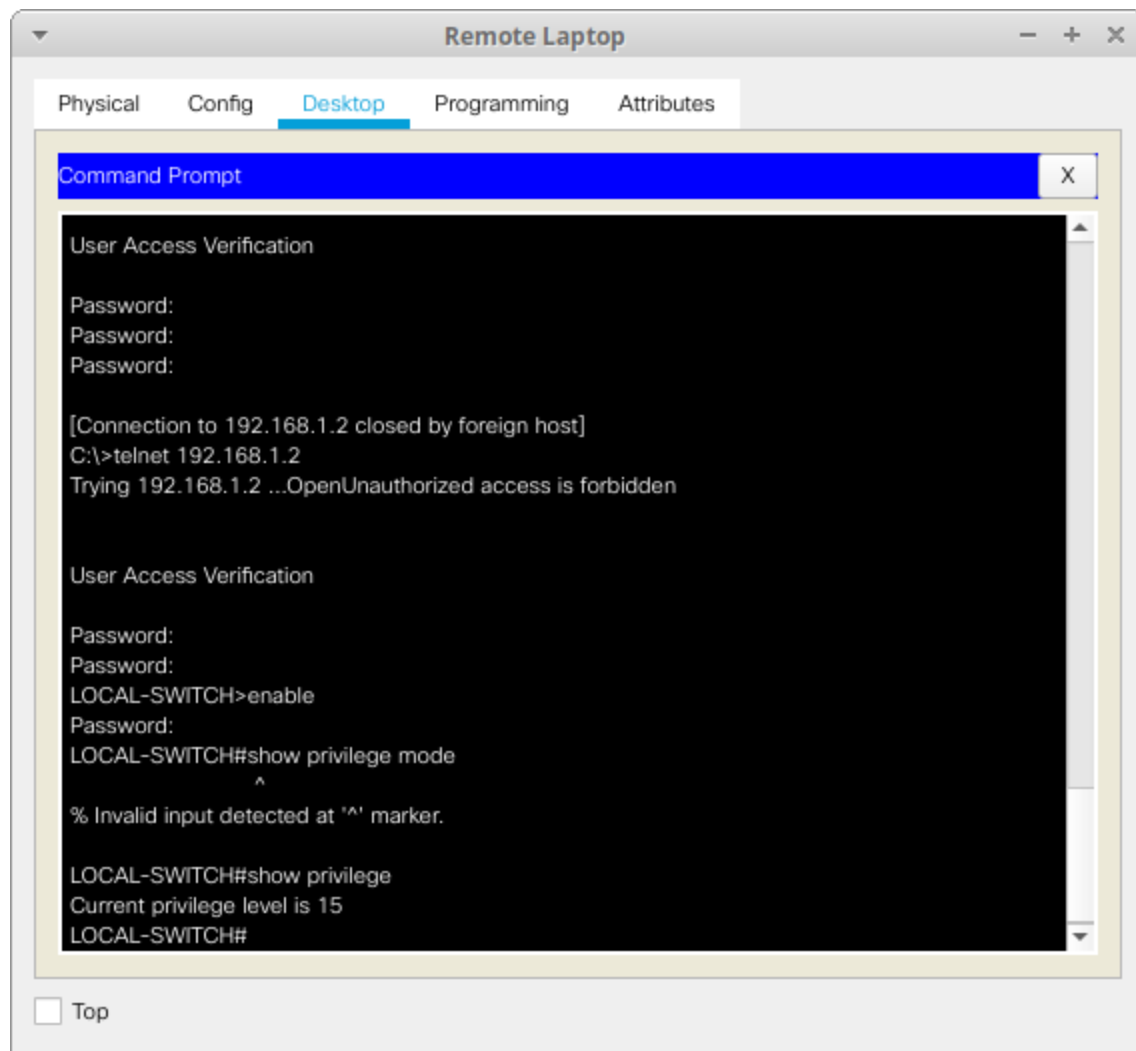 Remote Laptop
Physical Config Desktop Programming Attributes
Command Prompt X
User Access Verification
Password:
Password:
Password:
[Connection to 192.168.1.2 closed by foreign host]
C:\>telnet 192.168.1.2
Trying 192.168.1.2 ...OpenUnauthorized access is forbidden
User Access Verification
Password:
Password:
LOCAL-SWITCH>enable
Password:
LOCAL-SWITCH#show privilege mode
^
% Invalid input detected at '^' marker.
LOCAL-SWITCH#show privilege
Current privilege level is 15
LOCAL-SWITCH#
Top